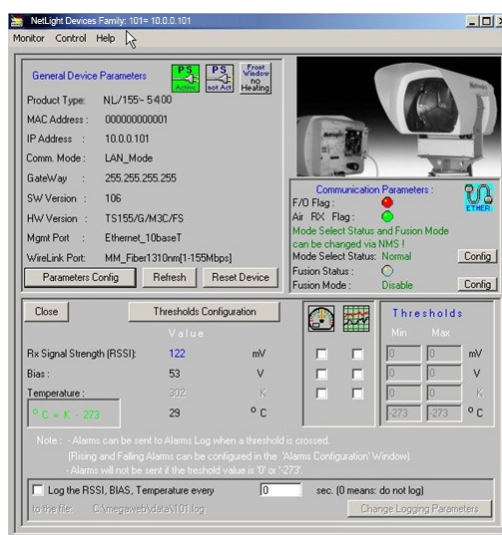 NetLight Devices Family: 101= 10.0.0.101
Monitor Control Help
General Device Parameters
PS Active
PS not Act
Front Window no Heating
Product Type: NL/155~ 5400
MAC Address : 000000000001
IP Address : 10.0.0.101
Comm. Mode : LAN_Mode
GateWay : 255.255.255.255
SW Version : 106
HW Version : TS155/G/M3C/FS
Mgmt Port : Ethernet_10baseT
WireLink Port: MM_Fiber1310nm[1-155Mbps]
Parameters Config Refresh Reset Device
Communication Parameters :
F/O Flag :
Air RX Flag :
ETHER
Mode Select Status and Fusion Mode
can be changed via NMS !
Mode Select Status: Normal Config
Fusion Status :
Fusion Mode : Disable Config
Close Thresholds Configuration
Value
Thresholds
Min Max
Rx Signal Strength (RSSI): 122 mV 0 0 mV
Bias : 53 V 0 0 V
Temperature : 302 K 0 0 K
° C = K - 273 29 ° C -273 -273 ° C
Note : - Alarms can be sent to Alarms Log when a threshold is crossed.
(Rising and Falling Alarms can be configured in the 'Alarms Configuration' Window).
- Alarms will not be sent if the treshold value is '0' or '-273'.
Log the RSSI, BIAS, Temperature every 0 sec. (0 means: do not log)
to the file: C:\megaweb\data\101.log Change Logging Parameters